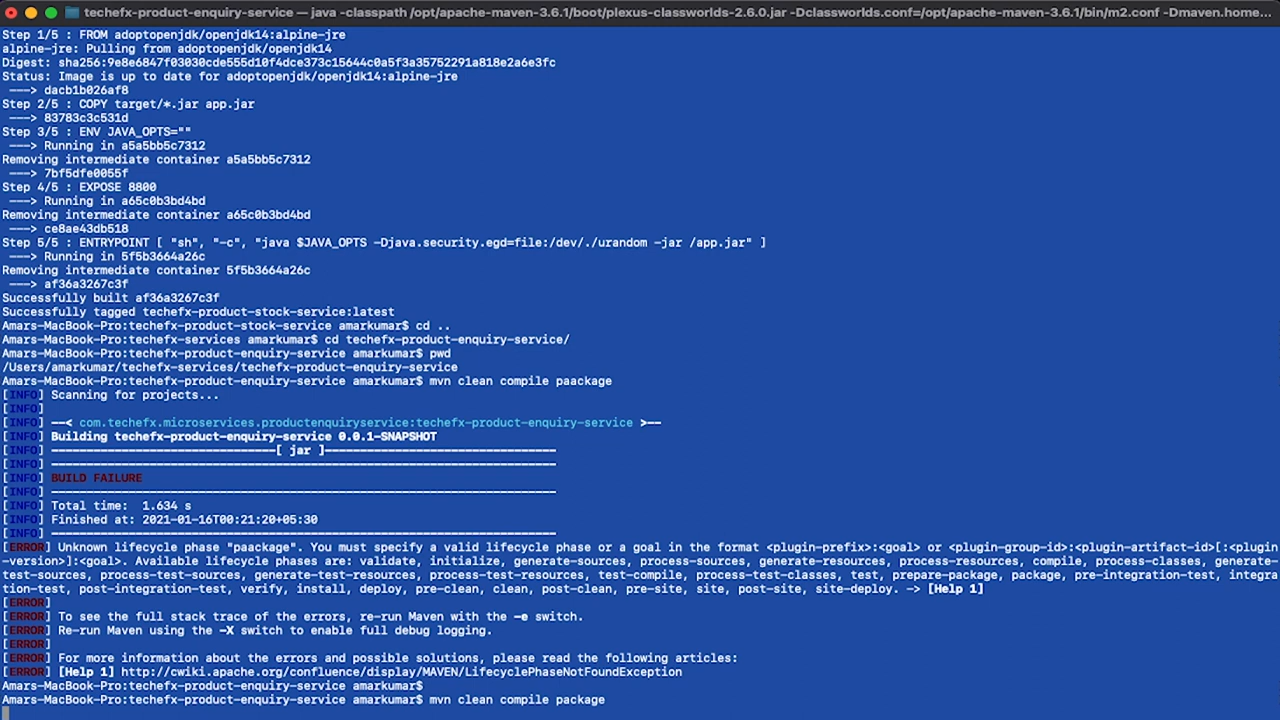 techefx-product-enquiry-service — java -classpath /opt/apache-maven-3.6.1/boot/plexus-classworlds-2.6.0.jar -Dclassworlds.conf=/opt/apache-maven-3.6.1/bin/m2.conf -Dmaven.home...
Step 1/5 : FROM adoptopenjdk/openjdk14:alpine-jre
alpine-jre: Pulling from adoptopenjdk/openjdk14
Digest: sha256:9e8e6847f03030cde555d10f4dce373c15644c0a5f3a35752291a818e2a6e3fc
Status: Image is up to date for adoptopenjdk/openjdk14:alpine-jre
---> dacb1b026af8
Step 2/5 : COPY target/*.jar app.jar
---> 83783c3c531d
Step 3/5 : ENV JAVA_OPTS=""
---> Running in a5a5bb5c7312
Removing intermediate container a5a5bb5c7312
---> 7bf5dfe0055f
Step 4/5 : EXPOSE 8800
---> Running in a65c0b3bd4bd
Removing intermediate container a65c0b3bd4bd
---> ce8ae43db518
Step 5/5 : ENTRYPOINT [ "sh", "-c", "java $JAVA_OPTS -Djava.security.egd=file:/dev/./urandom -jar /app.jar" ]
---> Running in 5f5b3664a26c
Removing intermediate container 5f5b3664a26c
---> af36a3267c3f
Successfully built af36a3267c3f
Successfully tagged techefx-product-stock-service:latest
Amars-MacBook-Pro:techefx-product-stock-service amarkumar$ cd ..
Amars-MacBook-Pro:techefx-services amarkumar$ cd techefx-product-enquiry-service/
Amars-MacBook-Pro:techefx-product-enquiry-service amarkumar$ pwd
/Users/amarkumar/techefx-services/techefx-product-enquiry-service
Amars-MacBook-Pro:techefx-product-enquiry-service amarkumar$ mvn clean compile paackage
[INFO] Scanning for projects...
[INFO]
[INFO] --< com.techefx.microservices.productenquiryservice:techefx-product-enquiry-service >--
[INFO] Building techefx-product-enquiry-service 0.0.1-SNAPSHOT
[INFO] --------------------------------[ jar ]---------------------------------
[INFO] ------------------------------------------------------------------------
[INFO] BUILD FAILURE
[INFO] ------------------------------------------------------------------------
[INFO] Total time:  1.634 s
[INFO] Finished at: 2021-01-16T00:21:20+05:30
[INFO] ------------------------------------------------------------------------
[ERROR] Unknown lifecycle phase "paackage". You must specify a valid lifecycle phase or a goal in the format <plugin-prefix>:<goal> or <plugin-group-id>:<plugin-artifact-id>[:<plugin
-version>]:<goal>. Available lifecycle phases are: validate, initialize, generate-sources, process-sources, generate-resources, process-resources, compile, process-classes, generate-
test-sources, process-test-sources, generate-test-resources, process-test-resources, test-compile, process-test-classes, test, prepare-package, package, pre-integration-test, integra
tion-test, post-integration-test, verify, install, deploy, pre-clean, clean, post-clean, pre-site, site, post-site, site-deploy. -> [Help 1]
[ERROR]
[ERROR] To see the full stack trace of the errors, re-run Maven with the -e switch.
[ERROR] Re-run Maven using the -X switch to enable full debug logging.
[ERROR]
[ERROR] For more information about the errors and possible solutions, please read the following articles:
[ERROR] [Help 1] http://cwiki.apache.org/confluence/display/MAVEN/LifecyclePhaseNotFoundException
Amars-MacBook-Pro:techefx-product-enquiry-service amarkumar$
Amars-MacBook-Pro:techefx-product-enquiry-service amarkumar$ mvn clean compile package